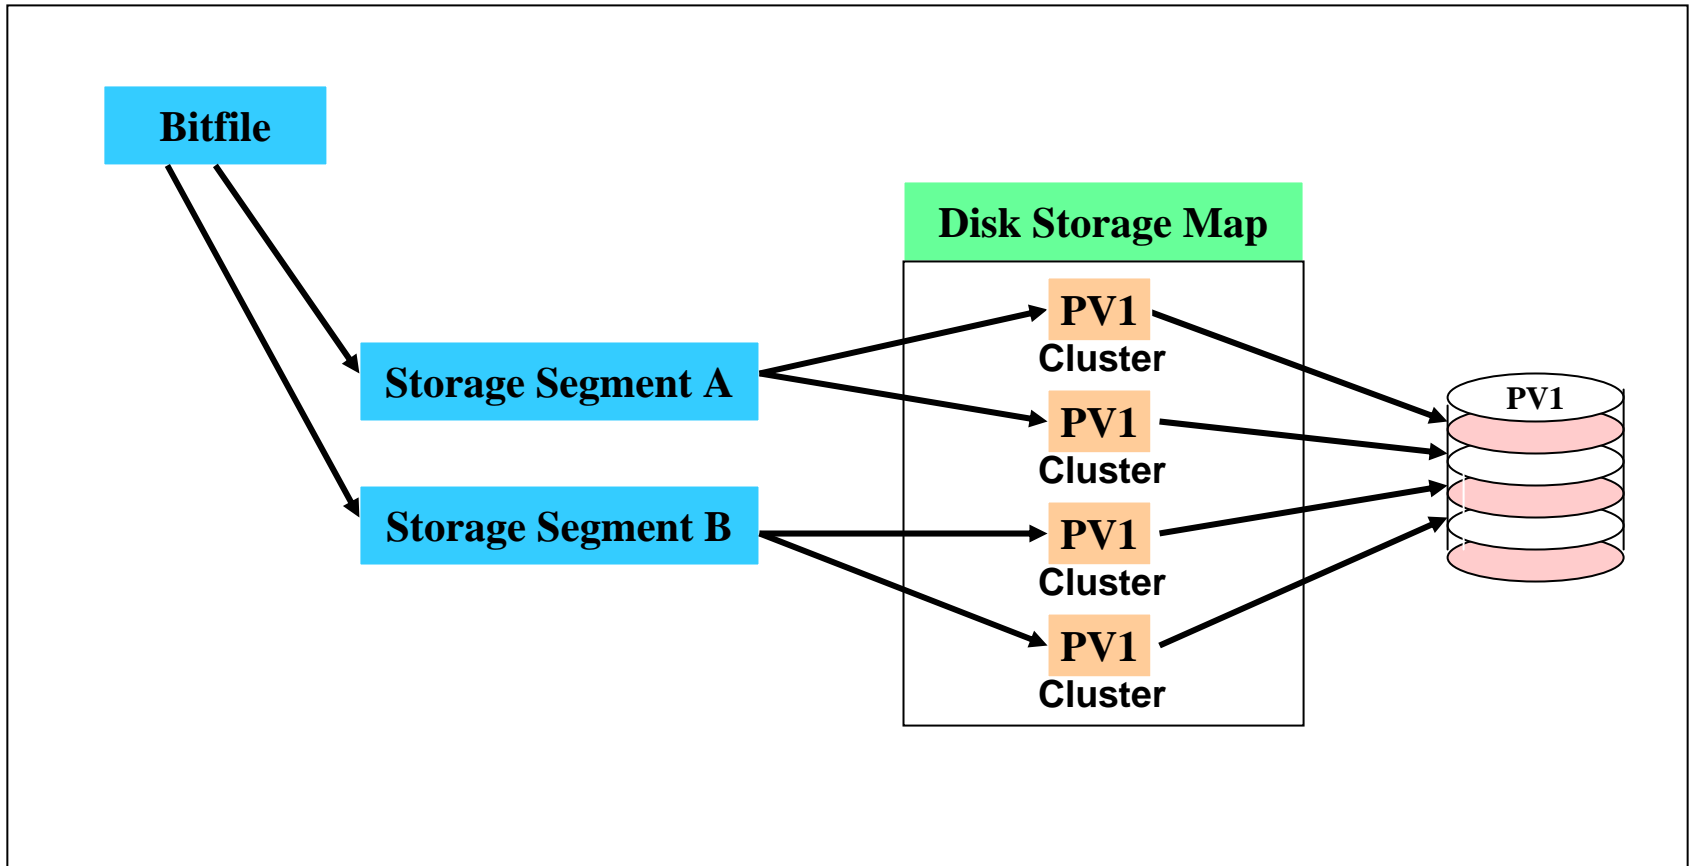 Bitfile
Disk Storage Map
PV1
Cluster
Storage Segment A
PV1
PV1
Cluster
Storage Segment B
PV1
Cluster
PV1
Cluster